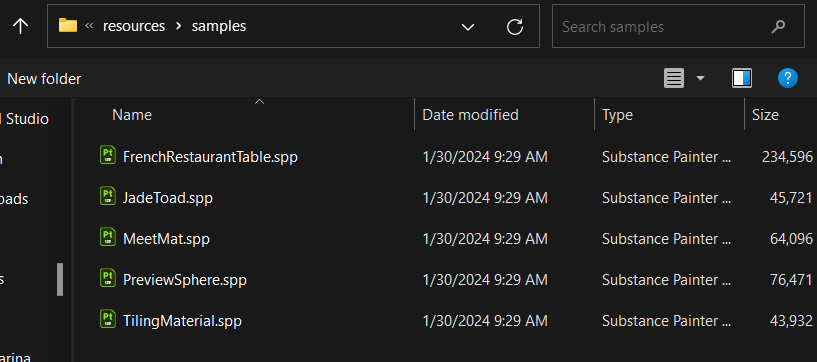 resources > samples
Search samples
New folder
Name Date modified Type Size
l Studio
FrenchRestaurantTable.spp 1/30/2024 9:29 AM Substance Painter ... 234,596
oads JadeToad.spp 1/30/2024 9:29 AM Substance Painter ... 45,721
MeetMat.spp 1/30/2024 9:29 AM Substance Painter ... 64,096
s PreviewSphere.spp 1/30/2024 9:29 AM Substance Painter ... 76,471
TilingMaterial.spp 1/30/2024 9:29 AM Substance Painter ... 43,932
arina